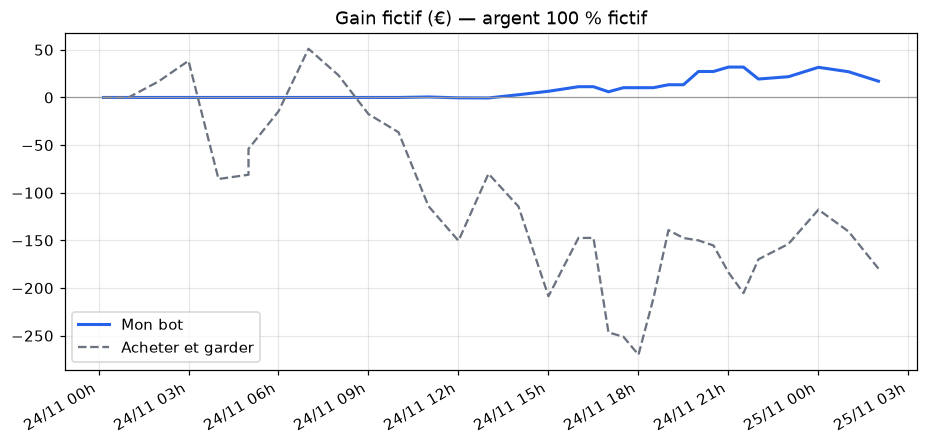 Gain fictif (€) — argent 100 % fictif
50
0
−50
−100
−150
−200
−250
Mon bot
Acheter et garder
24/11 00h
24/11 03h
24/11 06h
24/11 09h
24/11 12h
24/11 15h
24/11 18h
24/11 21h
25/11 00h
25/11 03h